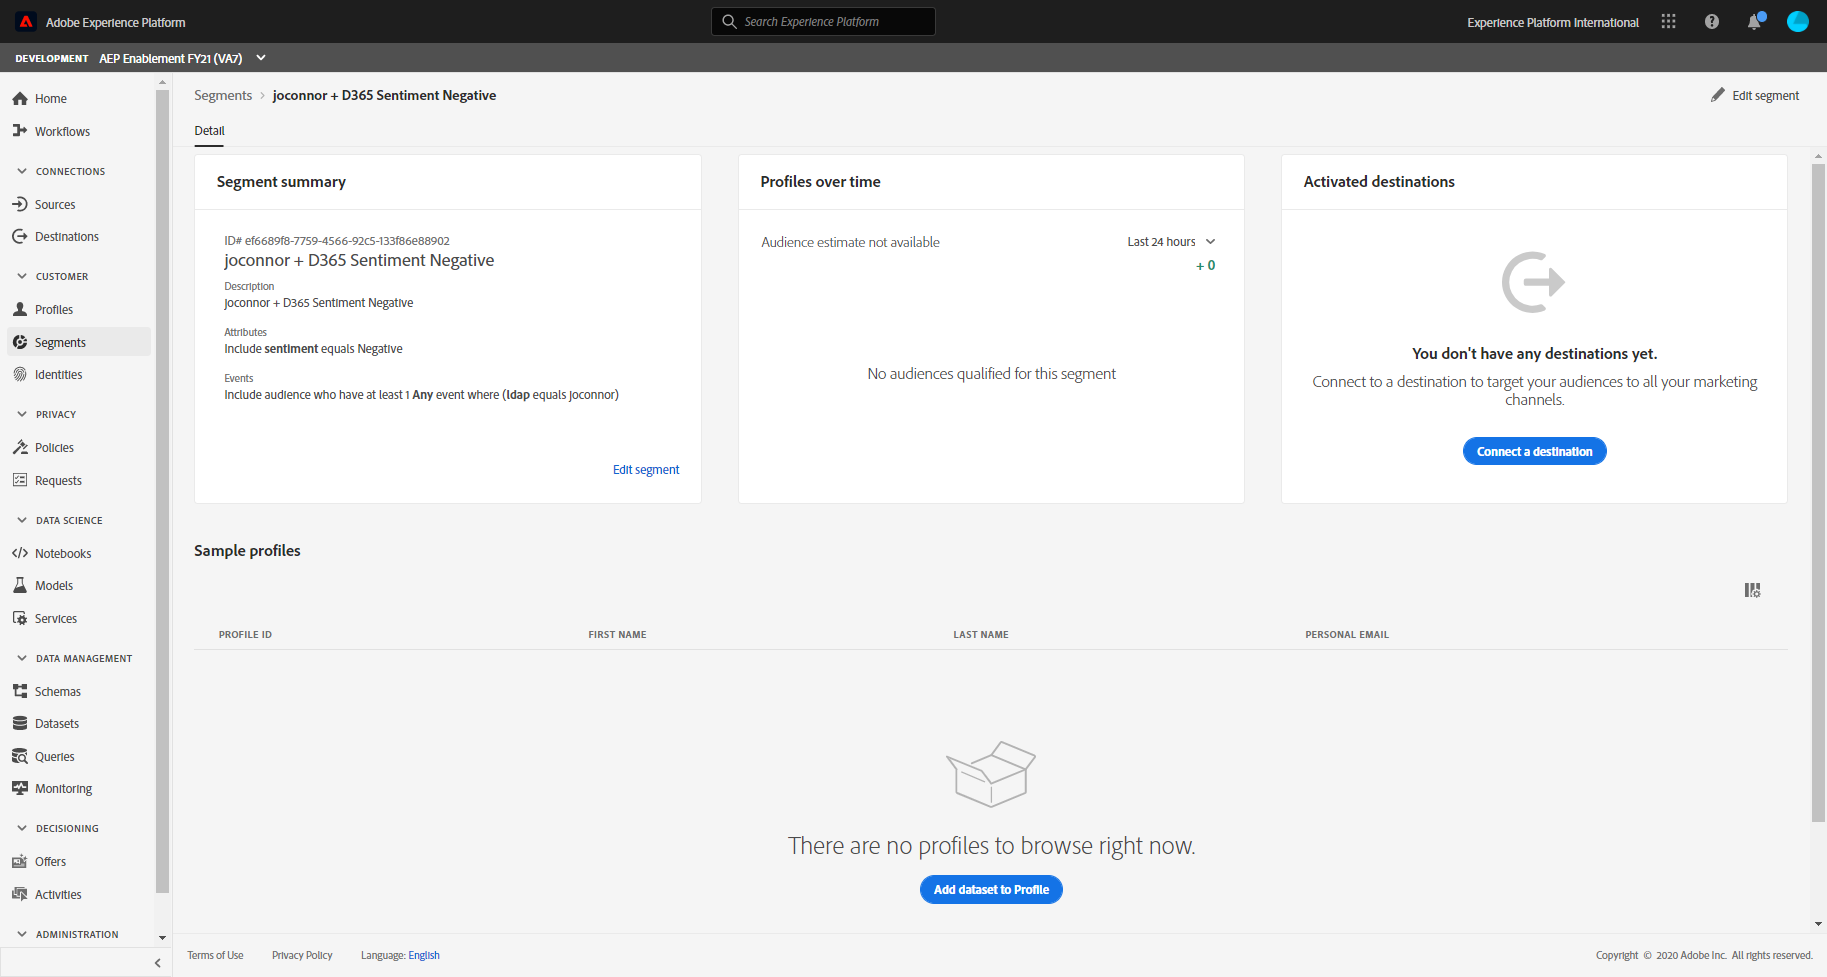 Adobe Experience Platform
Search Experience Platform
Experience Platform International
DEVELOPMENT AEP Enablement FY21 (VA7)
Home
Workflows
CONNECTIONS
Sources
Destinations
CUSTOMER
Profiles
Segments
Identities
PRIVACY
Policies
Requests
DATA SCIENCE
Notebooks
Models
Services
DATA MANAGEMENT
Schemas
Datasets
Queries
Monitoring
DECISIONING
Offers
Activities
ADMINISTRATION
Segments > joconnor + D365 Sentiment Negative
Edit segment
Detail
Segment summary
ID# ef6689f8-7759-4566-92c5-133f86e88902
joconnor + D365 Sentiment Negative
Description
joconnor + D365 Sentiment Negative
Attributes
Include sentiment equals Negative
Events
Include audience who have at least 1 Any event where (ldap equals joconnor)
Edit segment
Profiles over time
Audience estimate not available
Last 24 hours
+ 0
No audiences qualified for this segment
Activated destinations
You don't have any destinations yet.
Connect to a destination to target your audiences to all your marketing
channels.
Connect a destination
Sample profiles
PROFILE ID FIRST NAME LAST NAME PERSONAL EMAIL
There are no profiles to browse right now.
Add dataset to Profile
Terms of Use Privacy Policy Language: English
Copyright © 2020 Adobe Inc. All rights reserved.